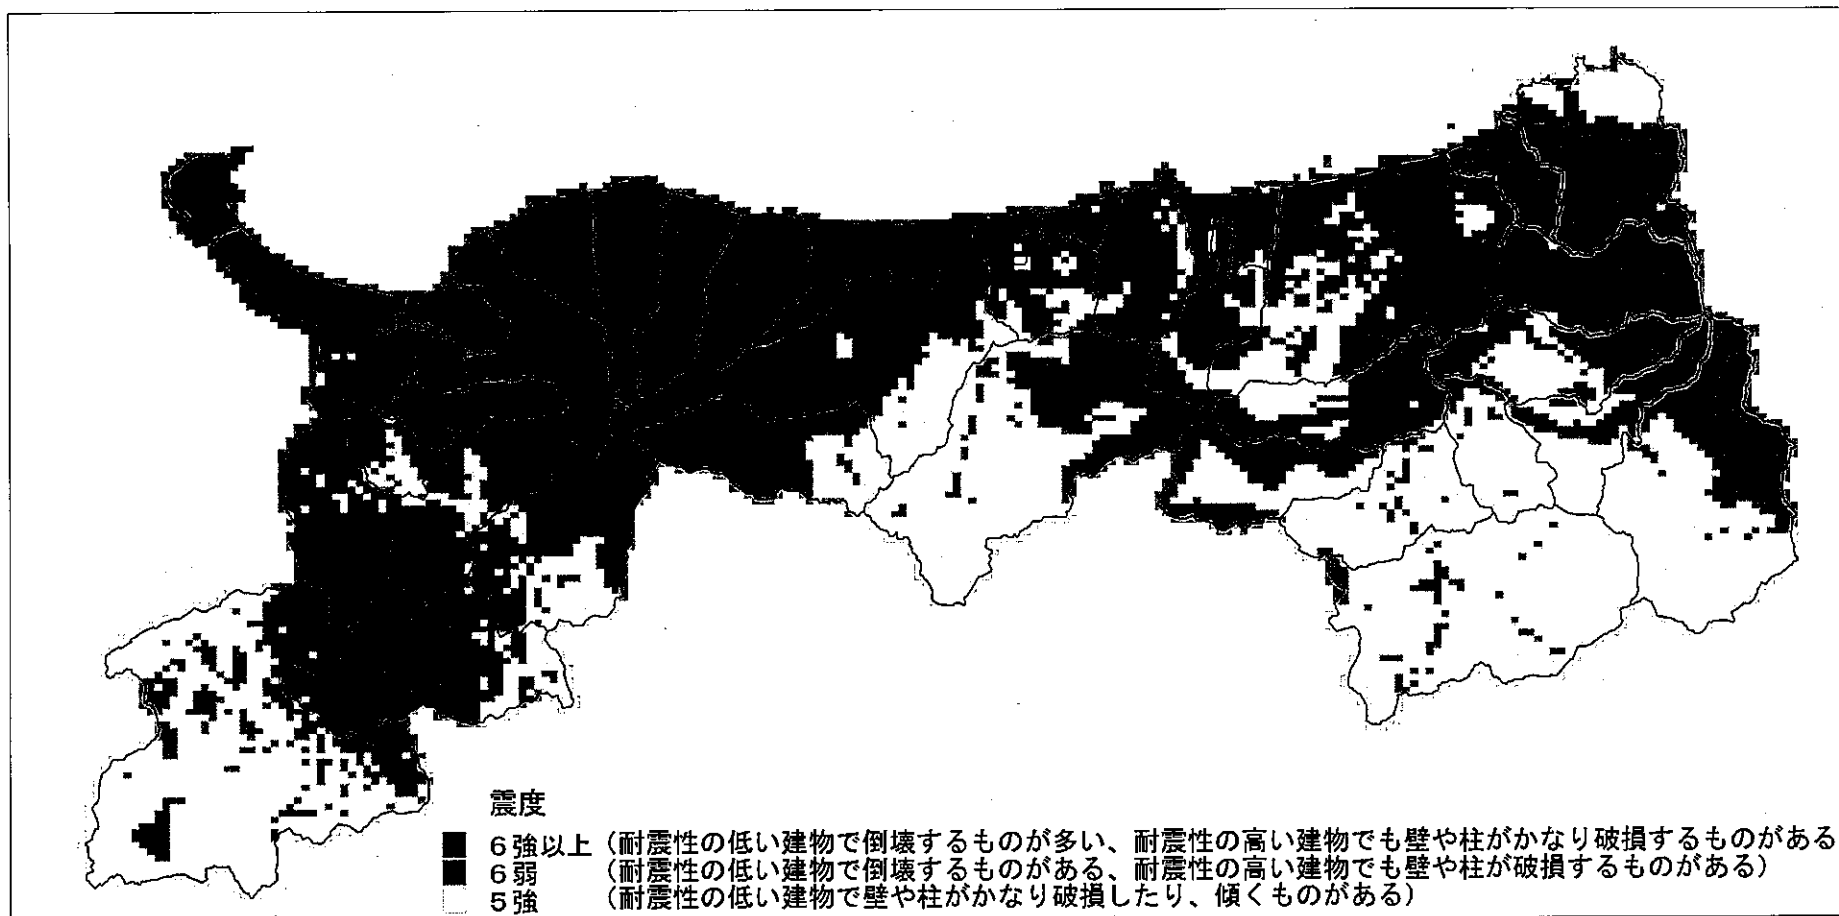 震度
６強以上（耐震性の低い建物で倒壊するものが多い、耐震性の高い建物でも壁や柱がかなり破損するものがある
６弱　　（耐震性の低い建物で倒壊するものがある、耐震性の高い建物でも壁や柱が破損するものがある）
５強　　（耐震性の低い建物で壁や柱がかなり破損したり、傾くものがある）